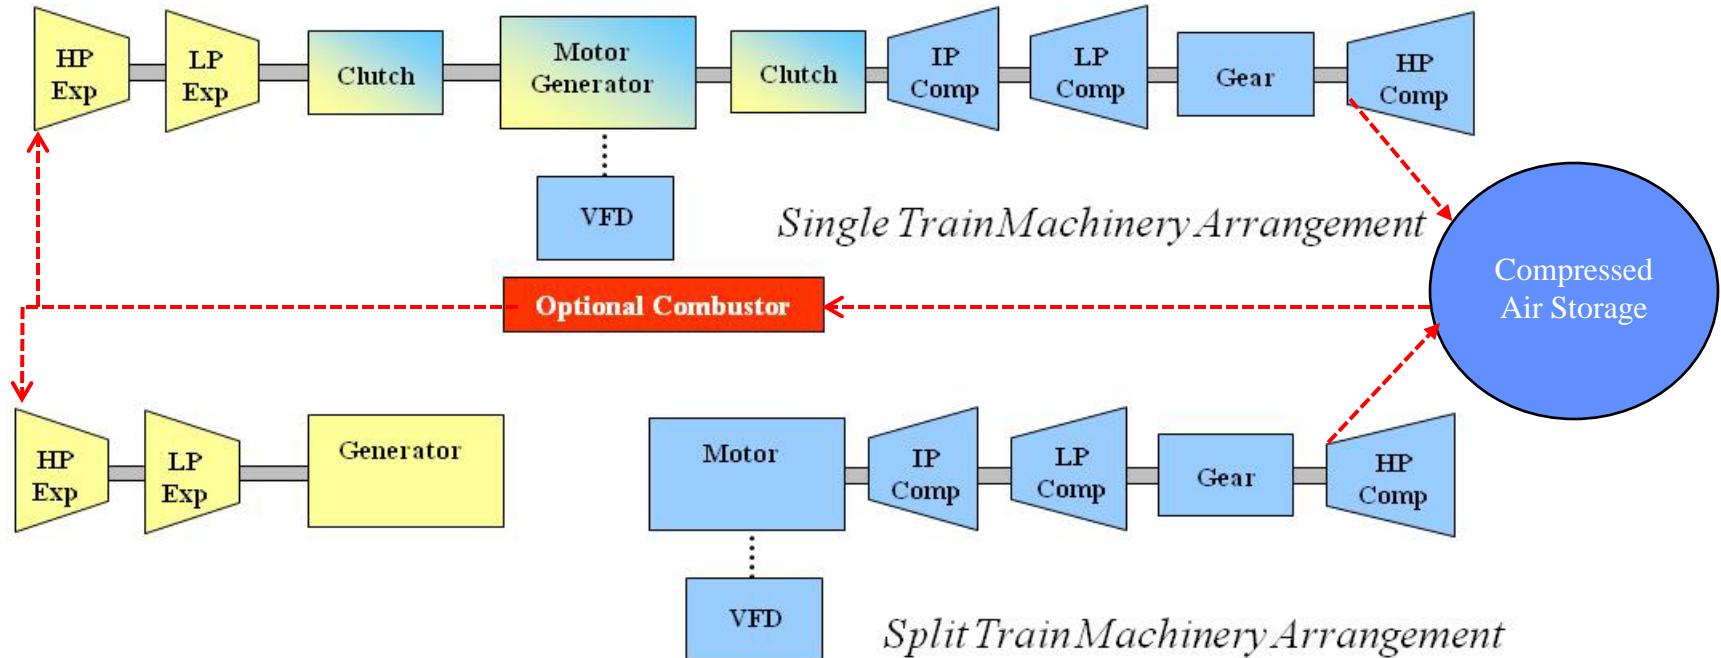 HP
Exp
LP
Exp
Clutch
Motor
Generator
Clutch
IP
Comp
LP
Comp
Gear
HP
Comp
VFD
Single Train Machinery Arrangement
Compressed
Air Storage
Optional Combustor
HP
Exp
LP
Exp
Generator
Motor
IP
Comp
LP
Comp
Gear
HP
Comp
VFD
Split Train Machinery Arrangement